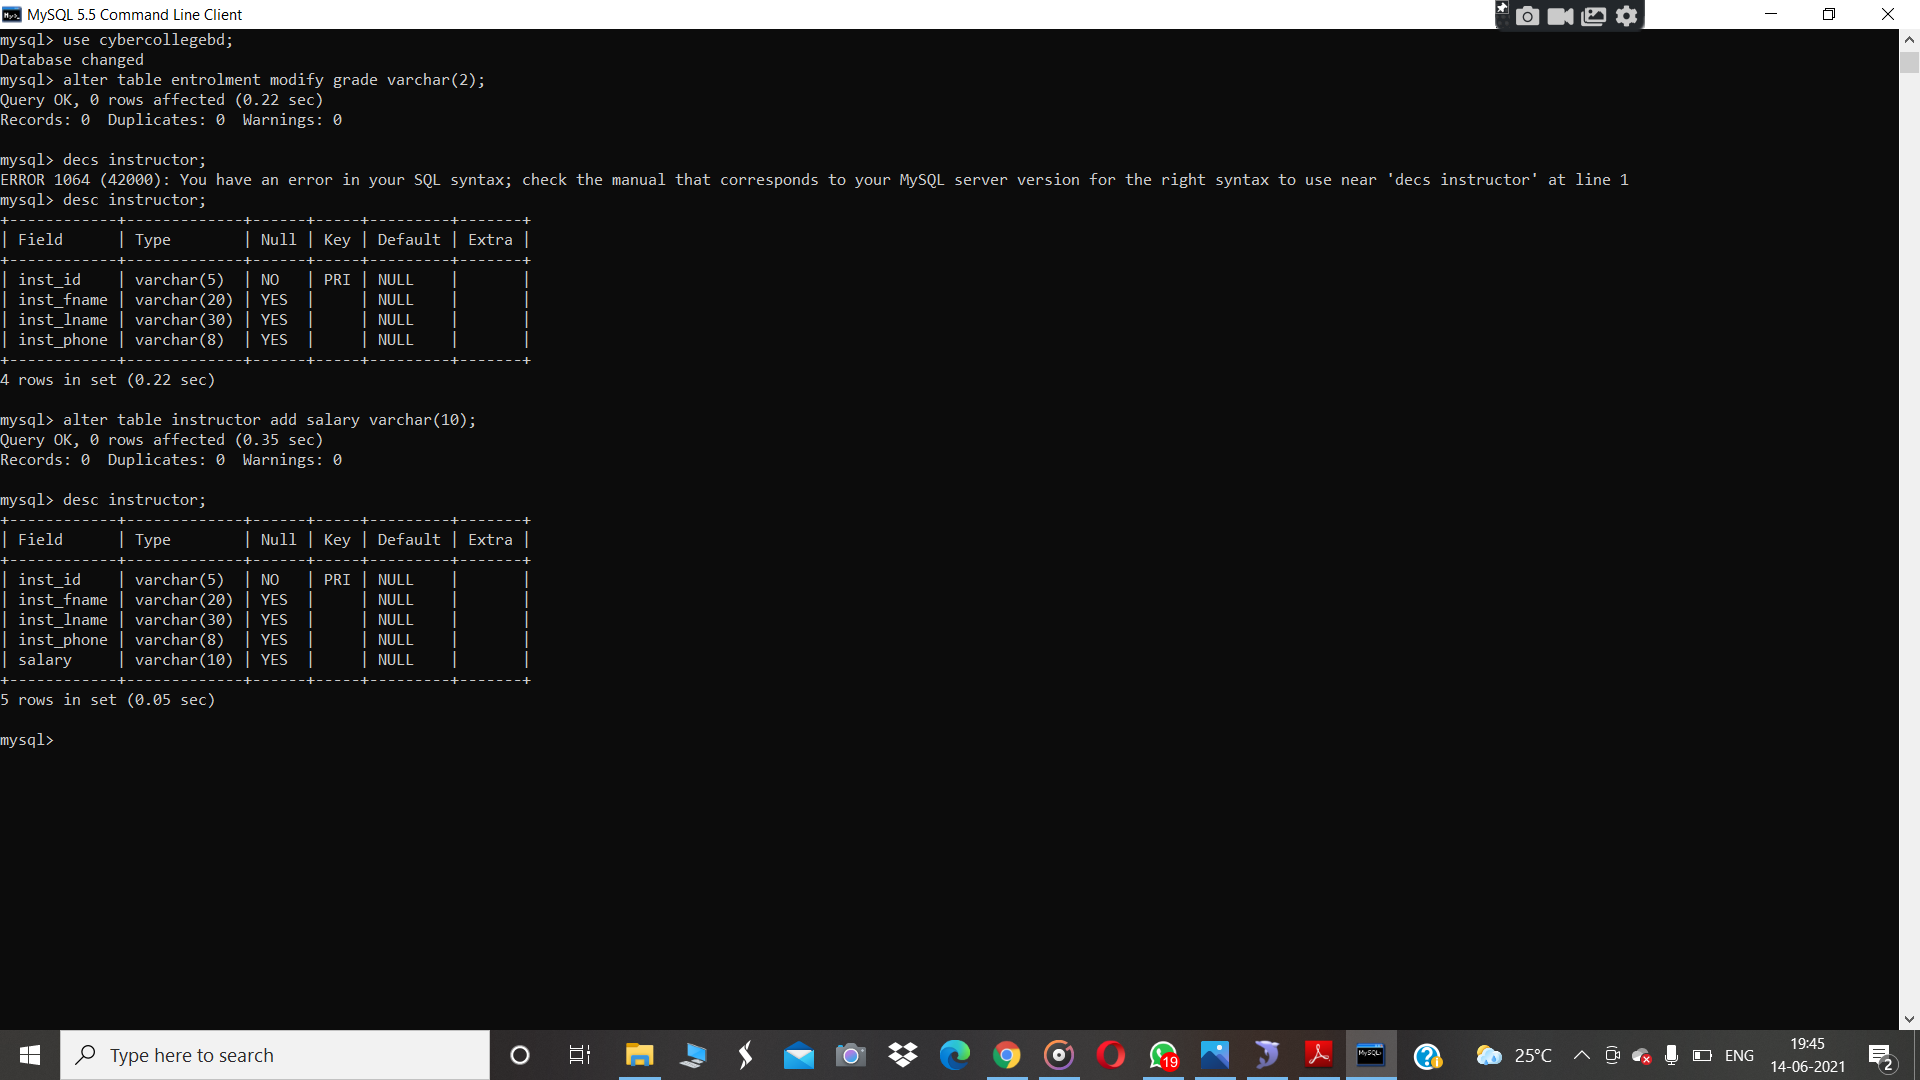 MySQL 5.5 Command Line Client
mysql> use cybercollegebd;
Database changed
mysql> alter table entrolment modify grade varchar(2);
Query OK, 0 rows affected (0.22 sec)
Records: 0  Duplicates: 0  Warnings: 0
mysql> decs instructor;
ERROR 1064 (42000): You have an error in your SQL syntax; check the manual that corresponds to your MySQL server version for the right syntax to use near 'decs instructor' at line 1
mysql> desc instructor;
+------------+-------------+------+-----+---------+-------+
| Field      | Type        | Null | Key | Default | Extra |
+------------+-------------+------+-----+---------+-------+
| inst_id    | varchar(5)  | NO   | PRI | NULL    |       |
| inst_fname | varchar(20) | YES  |     | NULL    |       |
| inst_lname | varchar(30) | YES  |     | NULL    |       |
| inst_phone | varchar(8)  | YES  |     | NULL    |       |
+------------+-------------+------+-----+---------+-------+
4 rows in set (0.22 sec)
mysql> alter table instructor add salary varchar(10);
Query OK, 0 rows affected (0.35 sec)
Records: 0  Duplicates: 0  Warnings: 0
mysql> desc instructor;
+------------+-------------+------+-----+---------+-------+
| Field      | Type        | Null | Key | Default | Extra |
+------------+-------------+------+-----+---------+-------+
| inst_id    | varchar(5)  | NO   | PRI | NULL    |       |
| inst_fname | varchar(20) | YES  |     | NULL    |       |
| inst_lname | varchar(30) | YES  |     | NULL    |       |
| inst_phone | varchar(8)  | YES  |     | NULL    |       |
| salary     | varchar(10) | YES  |     | NULL    |       |
+------------+-------------+------+-----+---------+-------+
5 rows in set (0.05 sec)
mysql>
Type here to search
19
MySQL
25°C
ENG
19:45
14-06-2021
2